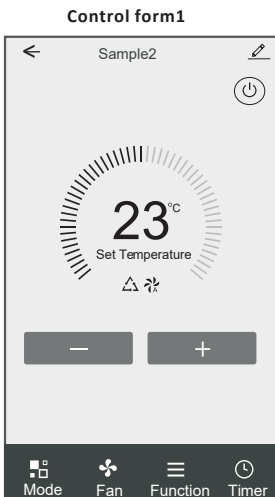 Control form1
Sample2
23°C
Set Temperature
A
Mode Fan Function Timer